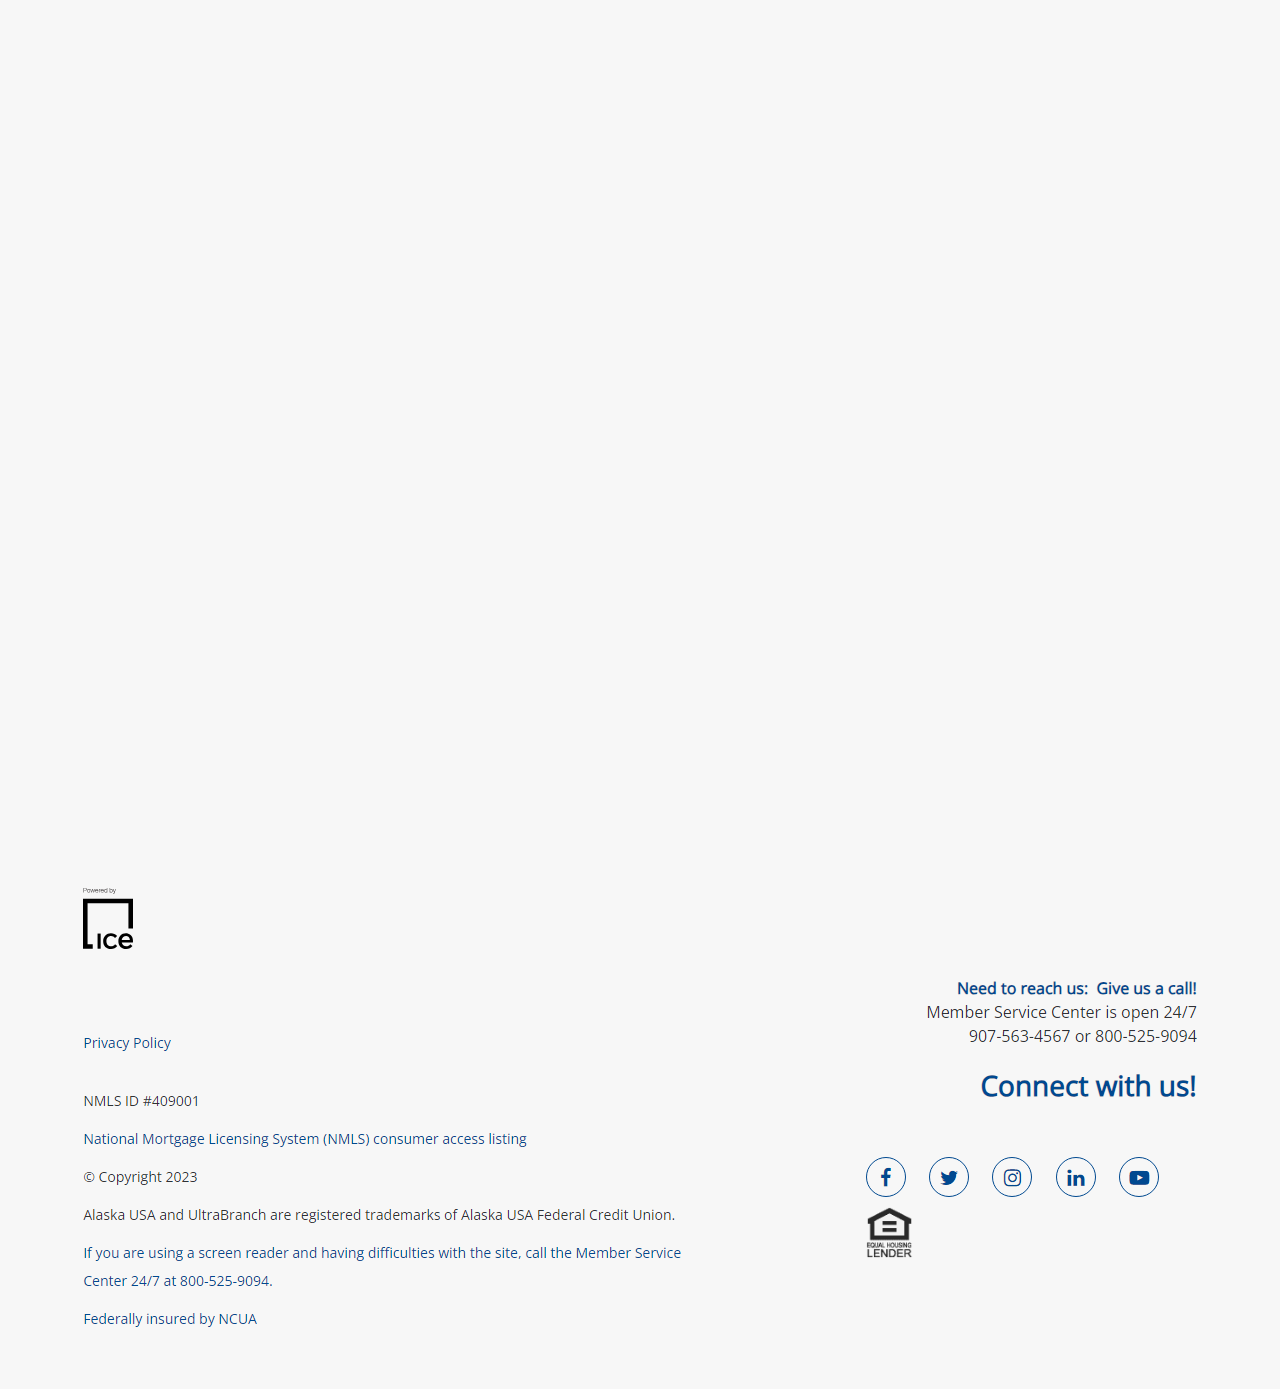 Powered by
ice
Need to reach us:  Give us a call!
Member Service Center is open 24/7
907-563-4567 or 800-525-9094
Privacy Policy
Connect with us!
NMLS ID #409001
National Mortgage Licensing System (NMLS) consumer access listing
© Copyright 2023
Alaska USA and UltraBranch are registered trademarks of Alaska USA Federal Credit Union.
If you are using a screen reader and having difficulties with the site, call the Member Service
Center 24/7 at 800-525-9094.
Federally insured by NCUA
in
EQUAL HOUSING
LENDER